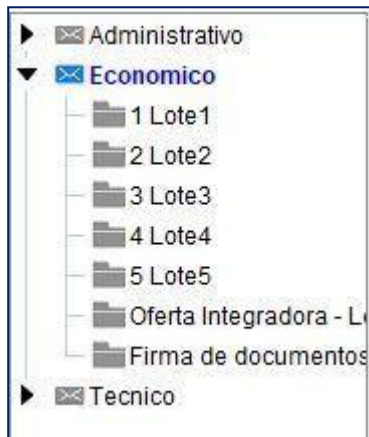 Administrativo
Economico
1 Lote1
2 Lote2
3 Lote3
4 Lote4
5 Lote5
Oferta Integradora -
Firma de documentos
Tecnico